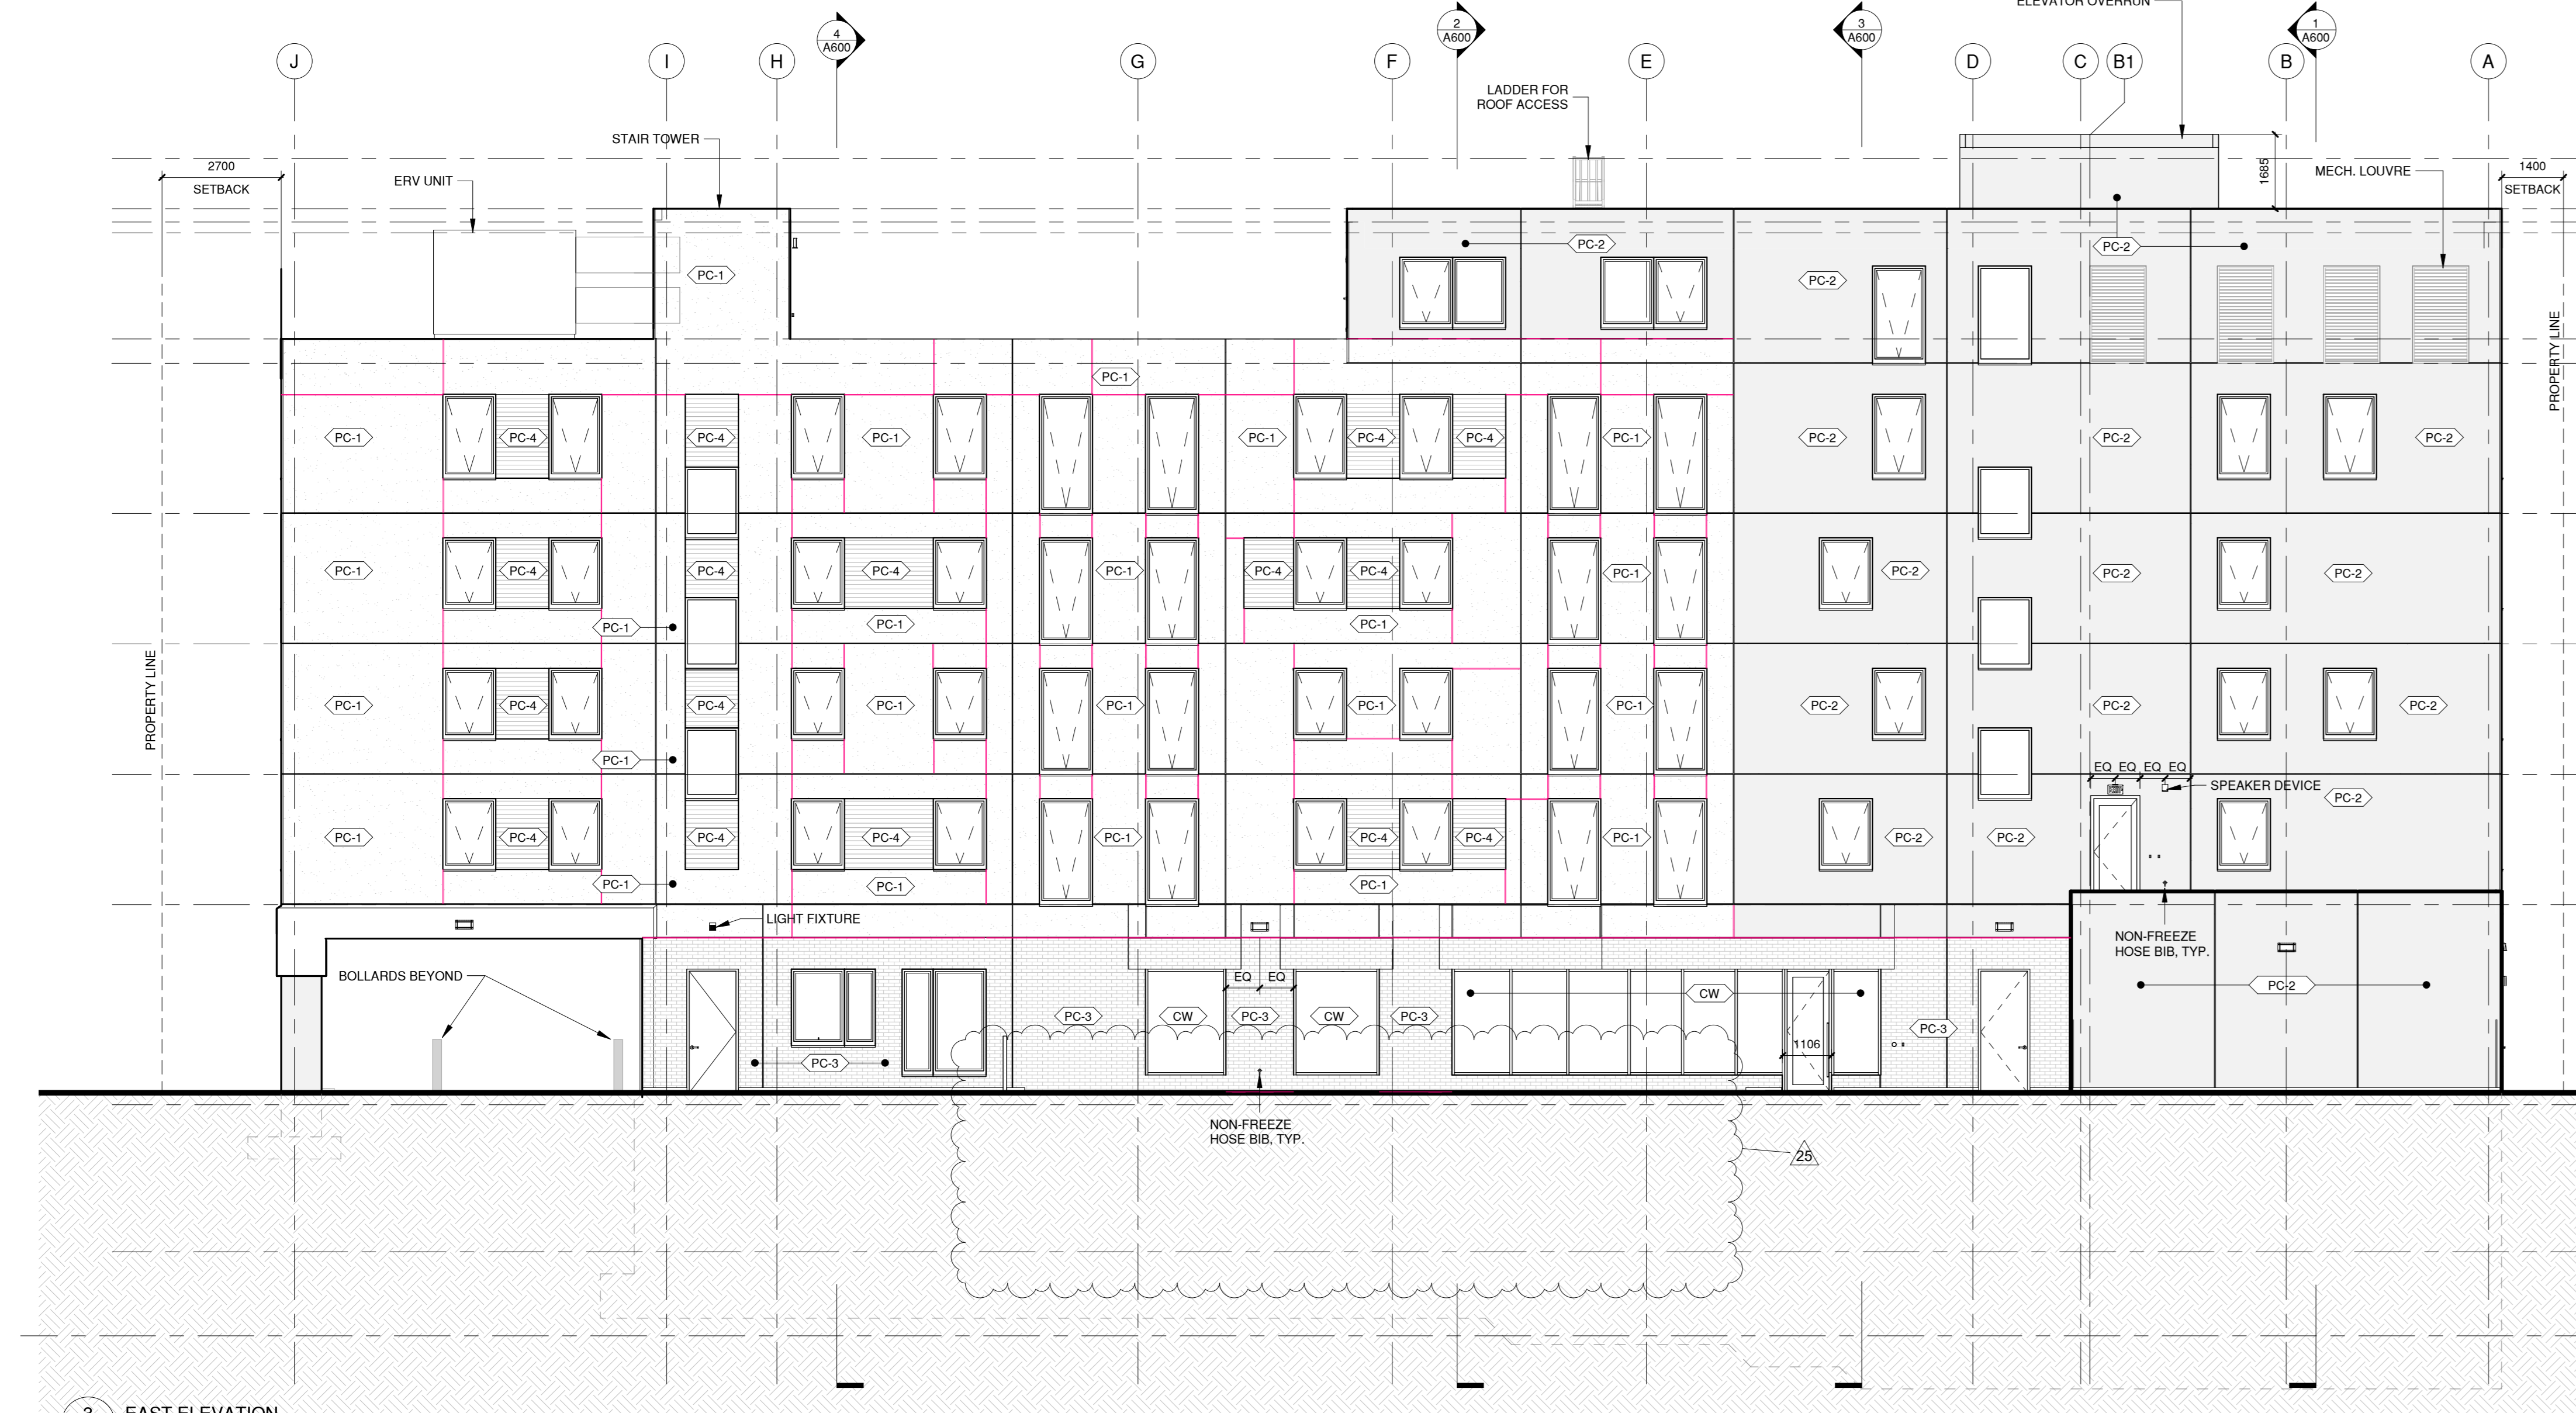 ELEVATOR OVERRUN
4
A600
2
A600
3
A600
1
A600
J
I
H
G
F
E
D
C
B1
B
A
LADDER FOR
ROOF ACCESS
STAIR TOWER
2700
SETBACK
ERV UNIT
1685
MECH. LOUVRE
1400
SETBACK
PC-1
PC-2
PC-2
PC-2
PC-1
PC-1
PC-4
PC-4
PC-1
PC-1
PC-4
PC-4
PC-1
PC-2
PC-2
PC-2
PC-1
PC-4
PC-4
PC-4
PC-1
PC-4
PC-4
PC-1
PC-2
PC-2
PC-2
PC-1
PC-1
PC-1
PROPERTY LINE
PROPERTY LINE
PC-1
PC-4
PC-4
PC-1
PC-1
PC-1
PC-1
PC-2
PC-2
PC-2
PC-1
EQ
EQ
EQ
EQ
SPEAKER DEVICE
PC-2
PC-1
PC-4
PC-4
PC-4
PC-1
PC-4
PC-4
PC-1
PC-2
PC-2
PC-1
PC-1
PC-1
LIGHT FIXTURE
NON-FREEZE
HOSE BIB, TYP.
BOLLARDS BEYOND
EQ
EQ
PC-2
CW
PC-3
CW
PC-3
CW
PC-3
PC-3
1106
PC-3
NON-FREEZE
HOSE BIB, TYP.
25
3
EAST ELEVATION